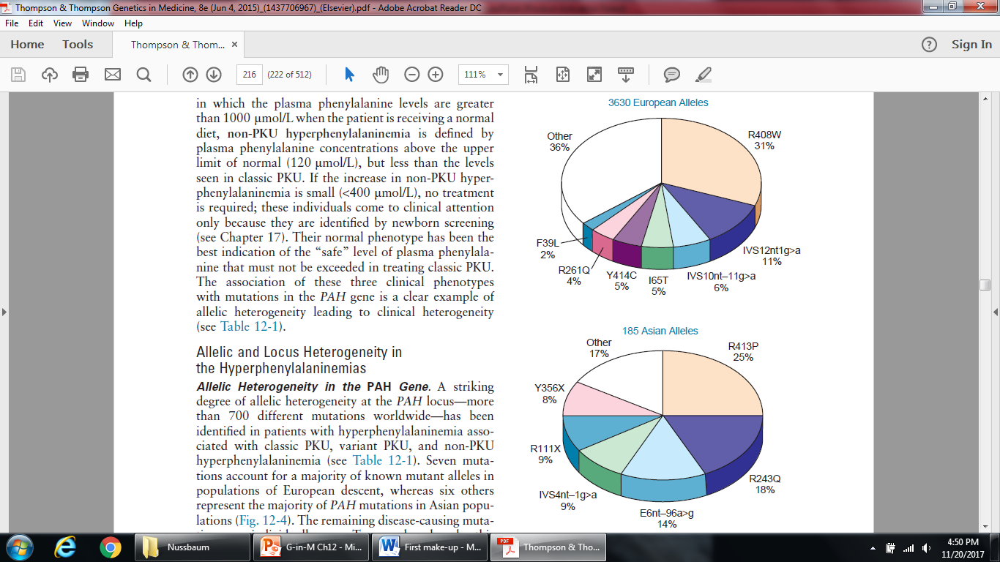 Thompson & Thompson Genetics in Medicine, 8e (Jun 4, 2015)_(1437706967)_(Elsevier).pdf - Adobe Acrobat Reader DC
File Edit View Window Help
Home Tools Thompson & Thom... × ? Sign In
216 (222 of 512) 111%
in which the plasma phenylalanine levels are greater
than 1000 µmol/L when the patient is receiving a normal
diet, non-PKU hyperphenylalaninemia is defined by
plasma phenylalanine concentrations above the upper
limit of normal (120 µmol/L), but less than the levels
seen in classic PKU. If the increase in non-PKU hyper-
phenylalaninemia is small (<400 µmol/L), no treatment
is required; these individuals come to clinical attention
only because they are identified by newborn screening
(see Chapter 17). Their normal phenotype has been the
best indication of the “safe” level of plasma phenylala-
nine that must not be exceeded in treating classic PKU.
The association of these three clinical phenotypes
with mutations in the PAH gene is a clear example of
allelic heterogeneity leading to clinical heterogeneity
(see Table 12-1).
Allelic and Locus Heterogeneity in
the Hyperphenylalaninemias
Allelic Heterogeneity in the PAH Gene. A striking
degree of allelic heterogeneity at the PAH locus—more
than 700 different mutations worldwide—has been
identified in patients with hyperphenylalaninemia asso-
ciated with classic PKU, variant PKU, and non-PKU
hyperphenylalaninemia (see Table 12-1). Seven muta-
tions account for a majority of known mutant alleles in
populations of European descent, whereas six others
represent the majority of PAH mutations in Asian popu-
lations (Fig. 12-4). The remaining disease-causing muta-
3630 European Alleles
Other
36%
R408W
31%
F39L
2%
R261Q
4%
Y414C
5%
I65T
5%
IVS10nt–11g>a
6%
IVS12nt1g>a
11%
185 Asian Alleles
Other
17%
R413P
25%
Y356X
8%
R111X
9%
IVS4nt–1g>a
9%
E6nt–96a>g
14%
R243Q
18%
Nussbaum G-in-M Ch12 - Mi... First make-up - M... PDF Thompson & Tho...
4:50 PM
11/20/2017